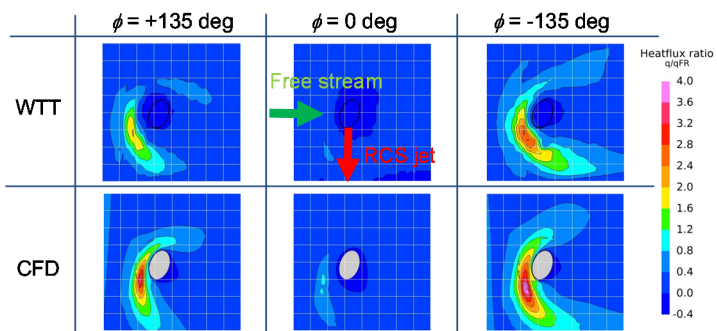 ϕ = +135 deg
ϕ = 0 deg
ϕ = -135 deg
WTT
Free stream
RCS jet
CFD
Heatflux ratio
q/qFR
4.0
3.6
3.2
2.8
2.4
2.0
1.6
1.2
0.8
0.4
0.0
-0.4